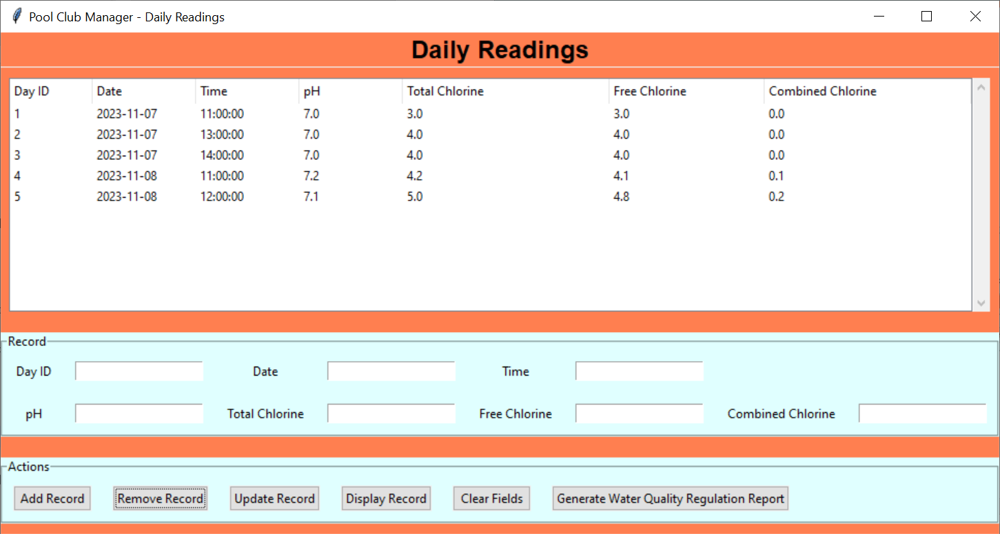 Pool Club Manager - Daily Readings
Daily Readings
Day ID Date Time pH Total Chlorine Free Chlorine Combined Chlorine
1 2023-11-07 11:00:00 7.0 3.0 3.0 0.0
2 2023-11-07 13:00:00 7.0 4.0 4.0 0.0
3 2023-11-07 14:00:00 7.0 4.0 4.0 0.0
4 2023-11-08 11:00:00 7.2 4.2 4.1 0.1
5 2023-11-08 12:00:00 7.1 5.0 4.8 0.2
Record
Day ID Date Time
pH Total Chlorine Free Chlorine Combined Chlorine
Actions
Add Record Remove Record Update Record Display Record Clear Fields Generate Water Quality Regulation Report